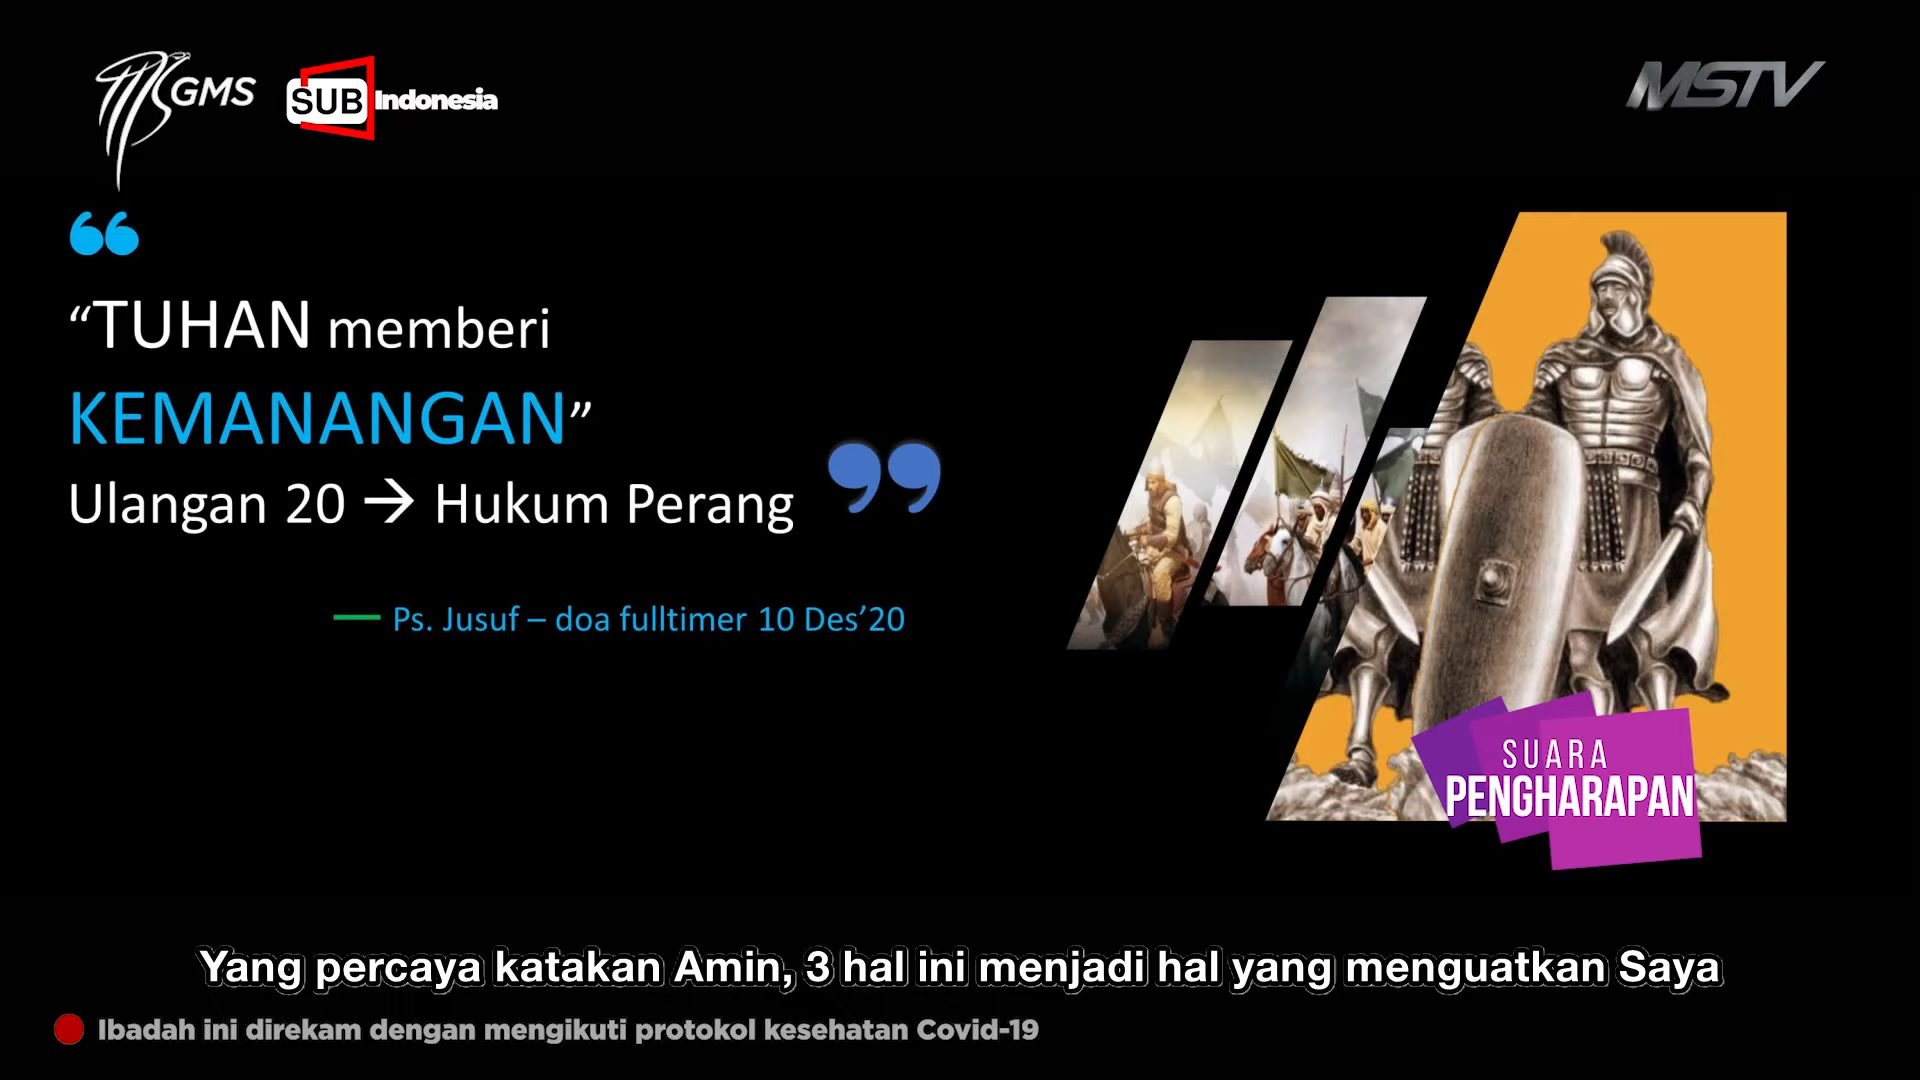 GMS
SUB Indonesia
MSTV
“TUHAN memberi
KEMANANGAN”
Ulangan 20 → Hukum Perang
— Ps. Jusuf – doa fulltimer 10 Des’20
SUARA
PENGHARAPAN
Yang percaya katakan Amin, 3 hal ini menjadi hal yang menguatkan Saya
Ibadah ini direkam dengan mengikuti protokol kesehatan Covid-19